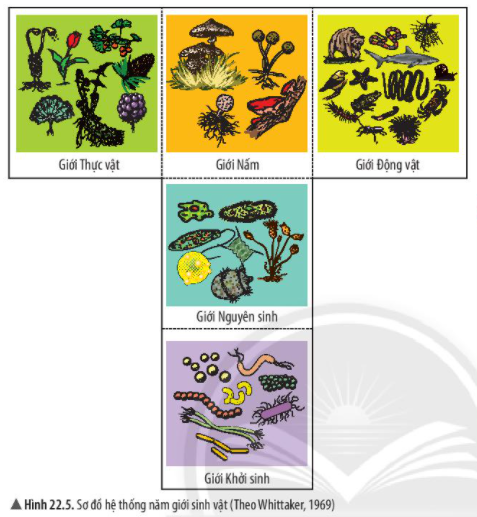 Giới Thực vật
Giới Nấm
Giới Động vật
Giới Nguyên sinh
Giới Khởi sinh
▲ Hình 22.5. Sơ đồ hệ thống năm giới sinh vật (Theo Whittaker, 1969)